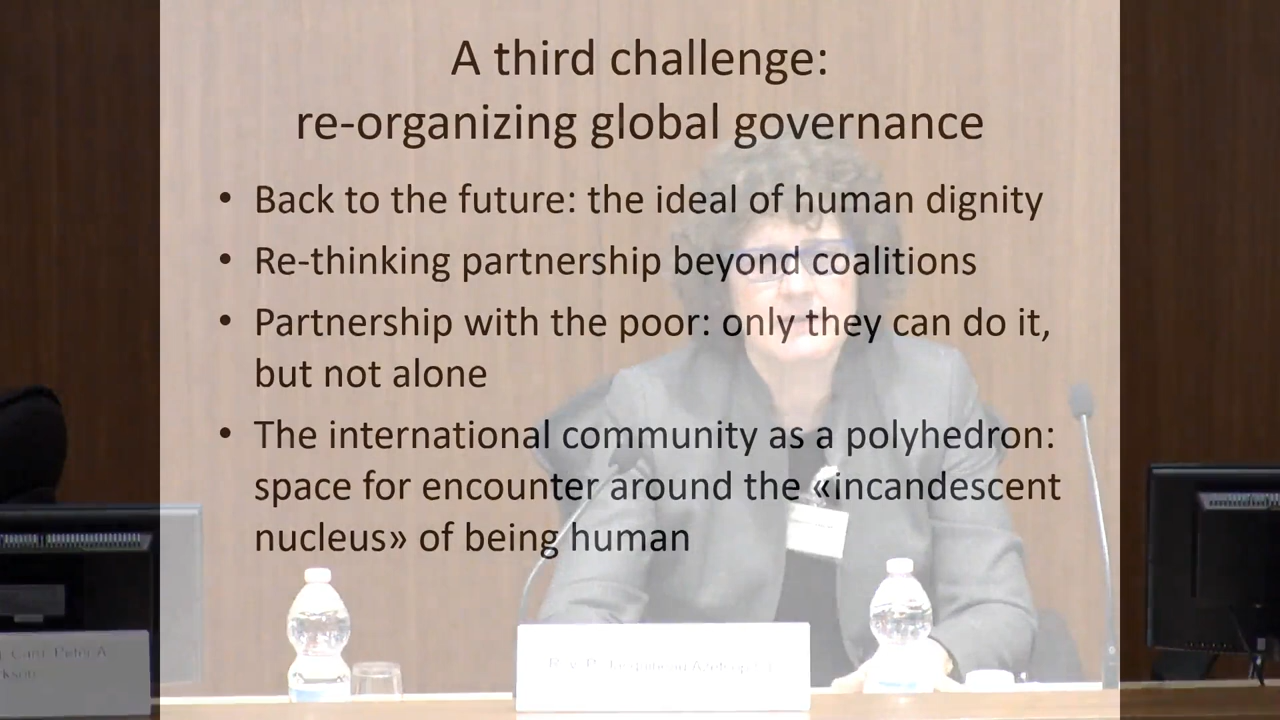 A third challenge:
re-organizing global governance
• Back to the future: the ideal of human dignity
• Re-thinking partnership beyond coalitions
• Partnership with the poor: only they can do it,
but not alone
• The international community as a polyhedron:
space for encounter around the «incandescent
nucleus» of being human